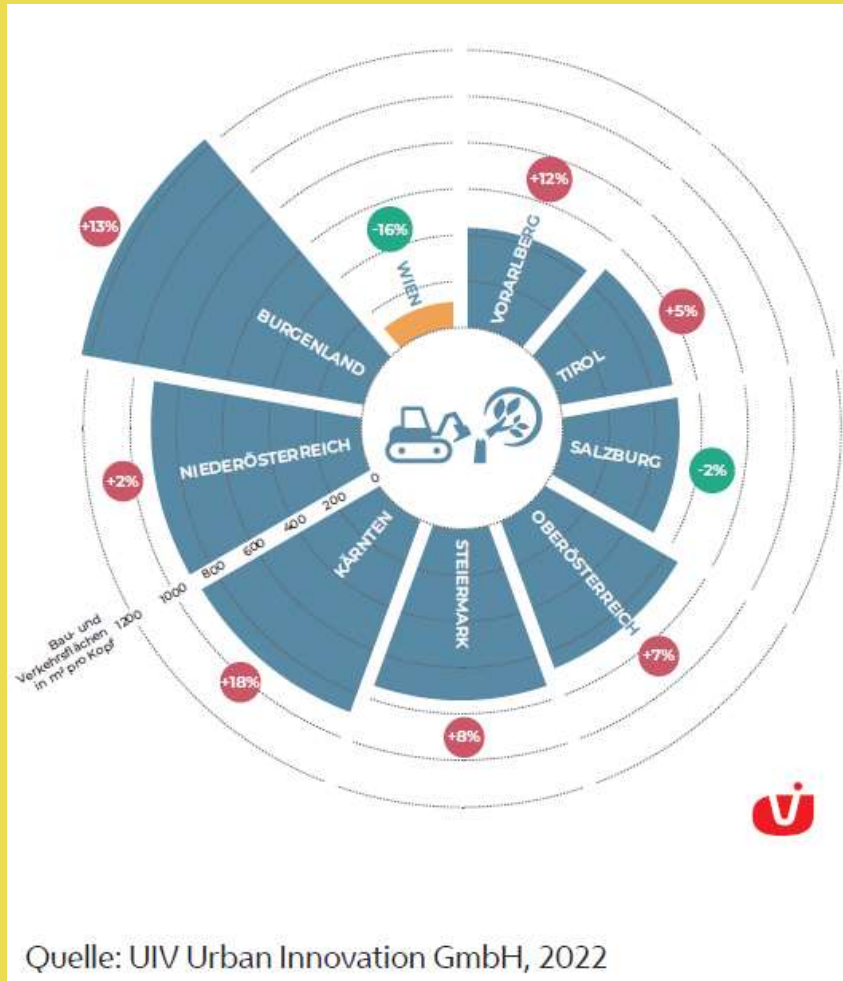 +12%
VORARLBERG
+5%
TIROL
-2%
SALZBURG
+7%
OBERÖSTERREICH
+8%
STEIERMARK
+18%
KÄRNTEN
+2%
NIEDERÖSTERREICH
+13%
BURGENLAND
-16%
WIEN
0
200
400
600
800
1000
1200
Bau- und
Verkehrsflächen
in m² pro Kopf
Quelle: UIV Urban Innovation GmbH, 2022